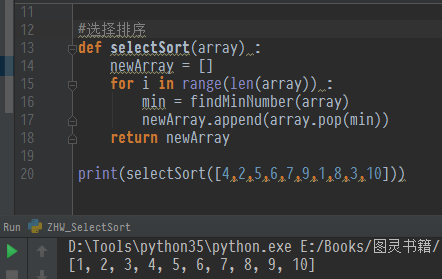 11
12 #选择排序
13 def selectSort(array) :
14 newArray = []
15 for i in range(len(array)) :
16 min = findMinNumber(array)
17 newArray.append(array.pop(min))
18 return newArray
19
20 print(selectSort([4,2,5,6,7,9,1,8,3,10]))
Run ZHW_SelectSort
D:\Tools\python35\python.exe E:/Books/图灵书籍/
[1, 2, 3, 4, 5, 6, 7, 8, 9, 10]